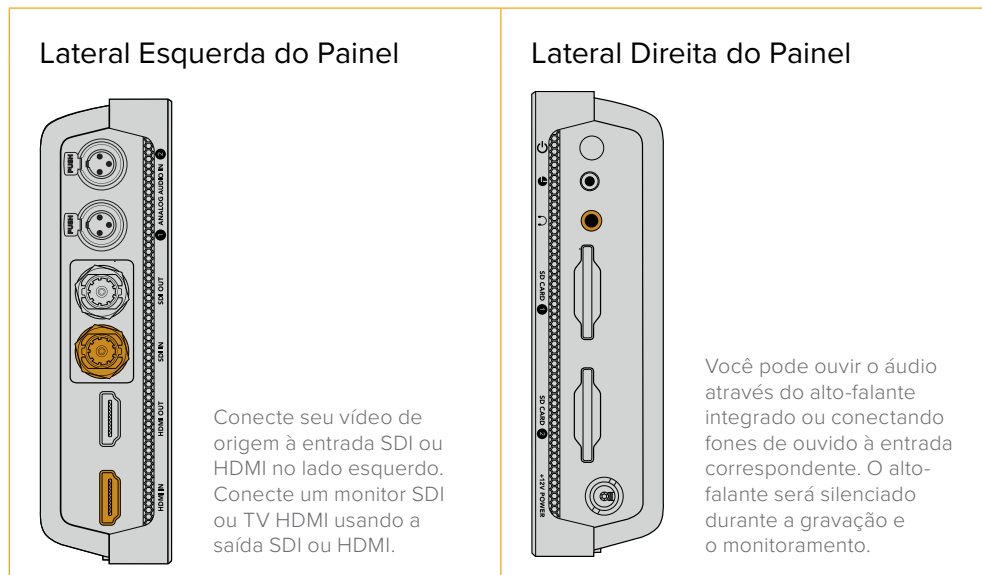 Lateral Esquerda do Painel
PUSH
PUSH
1 ANALOG AUDIO IN 2
SDI OUT
SDI IN
HDMI OUT
HDMI IN
Conecte seu vídeo de
origem à entrada SDI ou
HDMI no lado esquerdo.
Conecte um monitor SDI
ou TV HDMI usando a
saída SDI ou HDMI.
Lateral Direita do Painel
SD CARD 1
SD CARD 2
+12V POWER
Você pode ouvir o áudio
através do alto-falante
integrado ou conectando
fones de ouvido à entrada
correspondente. O alto-
falante será silenciado
durante a gravação e
o monitoramento.